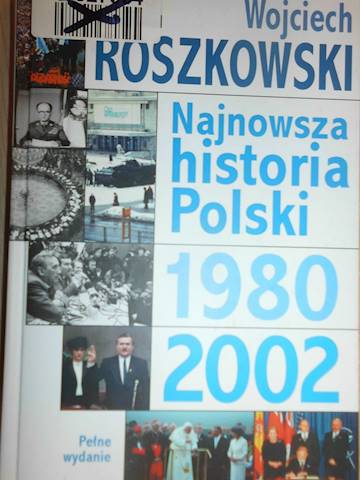 Wojciech
ROSZKOWSKI
Najnowsza
historia
Polski
1980
2002
Pełne
wydanie